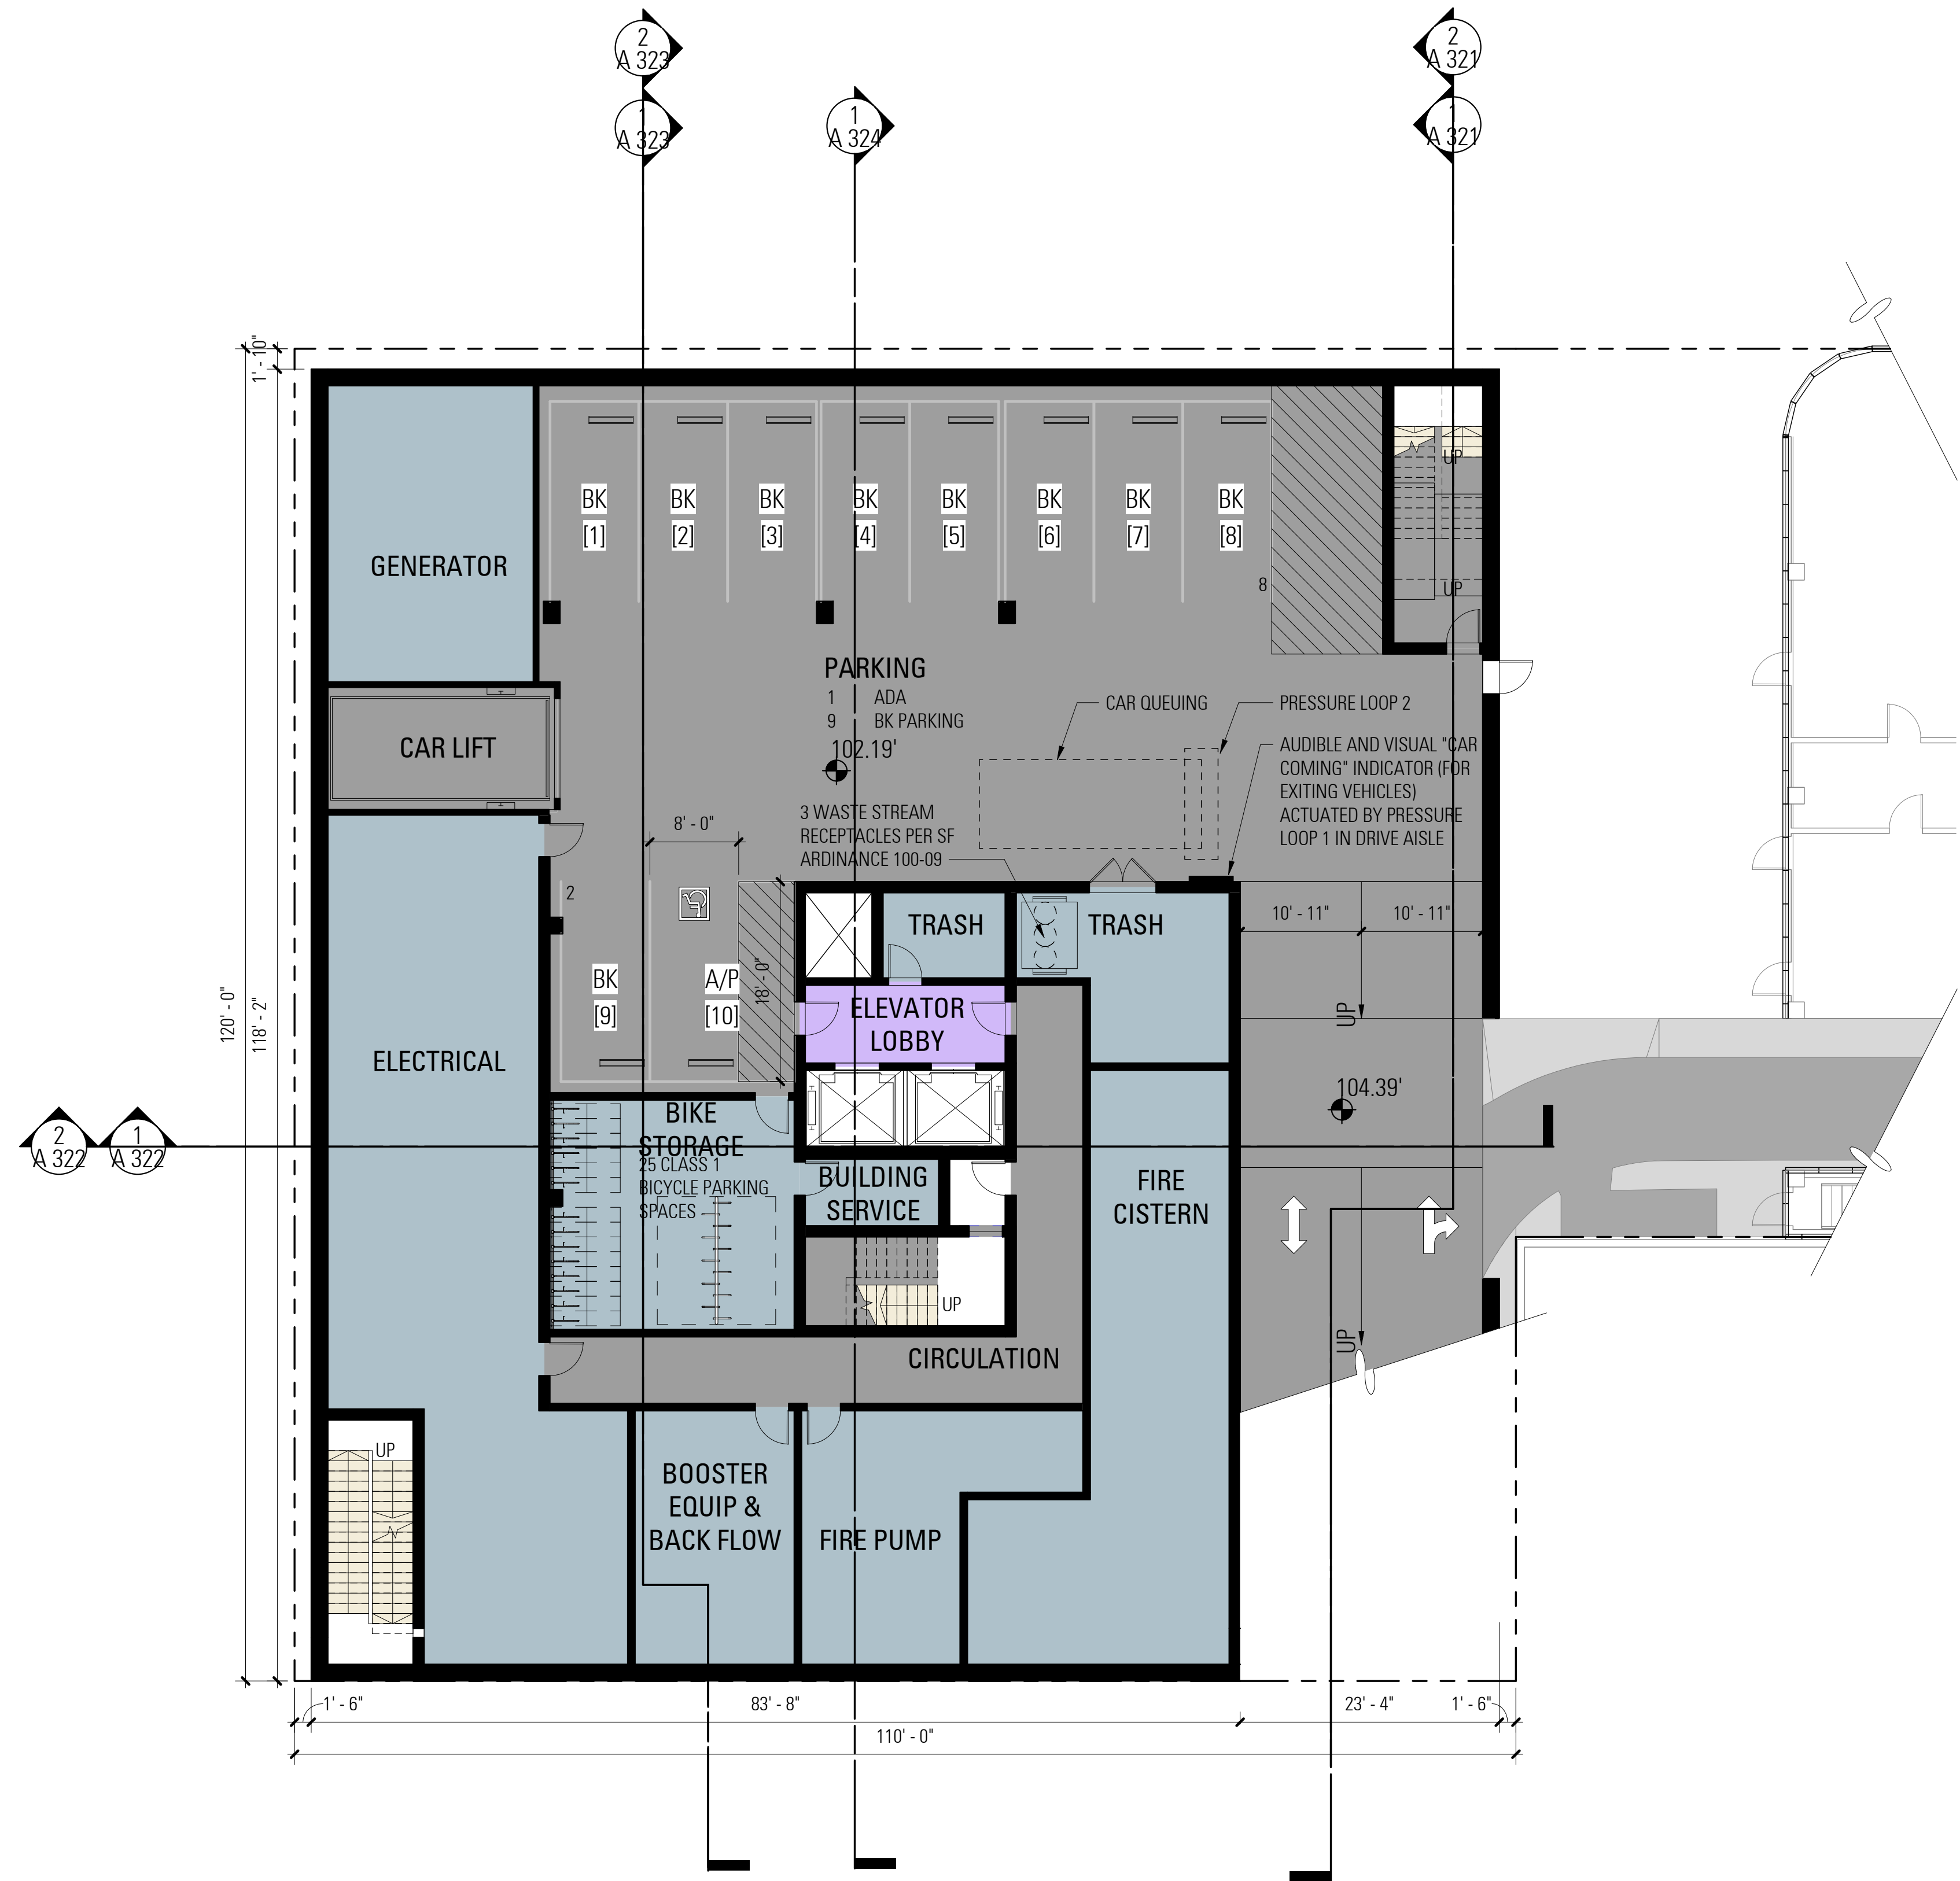 2
A 323
1
A 323
1
A 324
2
A 321
1
A 321
1' - 10"
120' - 0"
118' - 2"
BK
[1]
BK
[2]
BK
[3]
BK
[4]
BK
[5]
BK
[6]
BK
[7]
BK
[8]
8
UP
UP
GENERATOR
PARKING
1 ADA
9 BK PARKING
102.19'
CAR QUEUING
PRESSURE LOOP 2
AUDIBLE AND VISUAL "CAR
COMING" INDICATOR (FOR
EXITING VEHICLES)
ACTUATED BY PRESSURE
LOOP 1 IN DRIVE AISLE
CAR LIFT
3 WASTE STREAM
RECEPTACLES PER SF
ARDINANCE 100-09
8' - 0"
2
18' - 0"
BK
[9]
A/P
[10]
TRASH
TRASH
10' - 11"
10' - 11"
UP
ELEVATOR
LOBBY
ELECTRICAL
104.39'
2
A 322
1
A 322
BIKE
STORAGE
25 CLASS 1
BICYCLE PARKING
SPACES
BUILDING
SERVICE
FIRE
CISTERN
UP
UP
CIRCULATION
UP
BOOSTER
EQUIP &
BACK FLOW
FIRE PUMP
1' - 6"
83' - 8"
23' - 4"
1' - 6"
110' - 0"